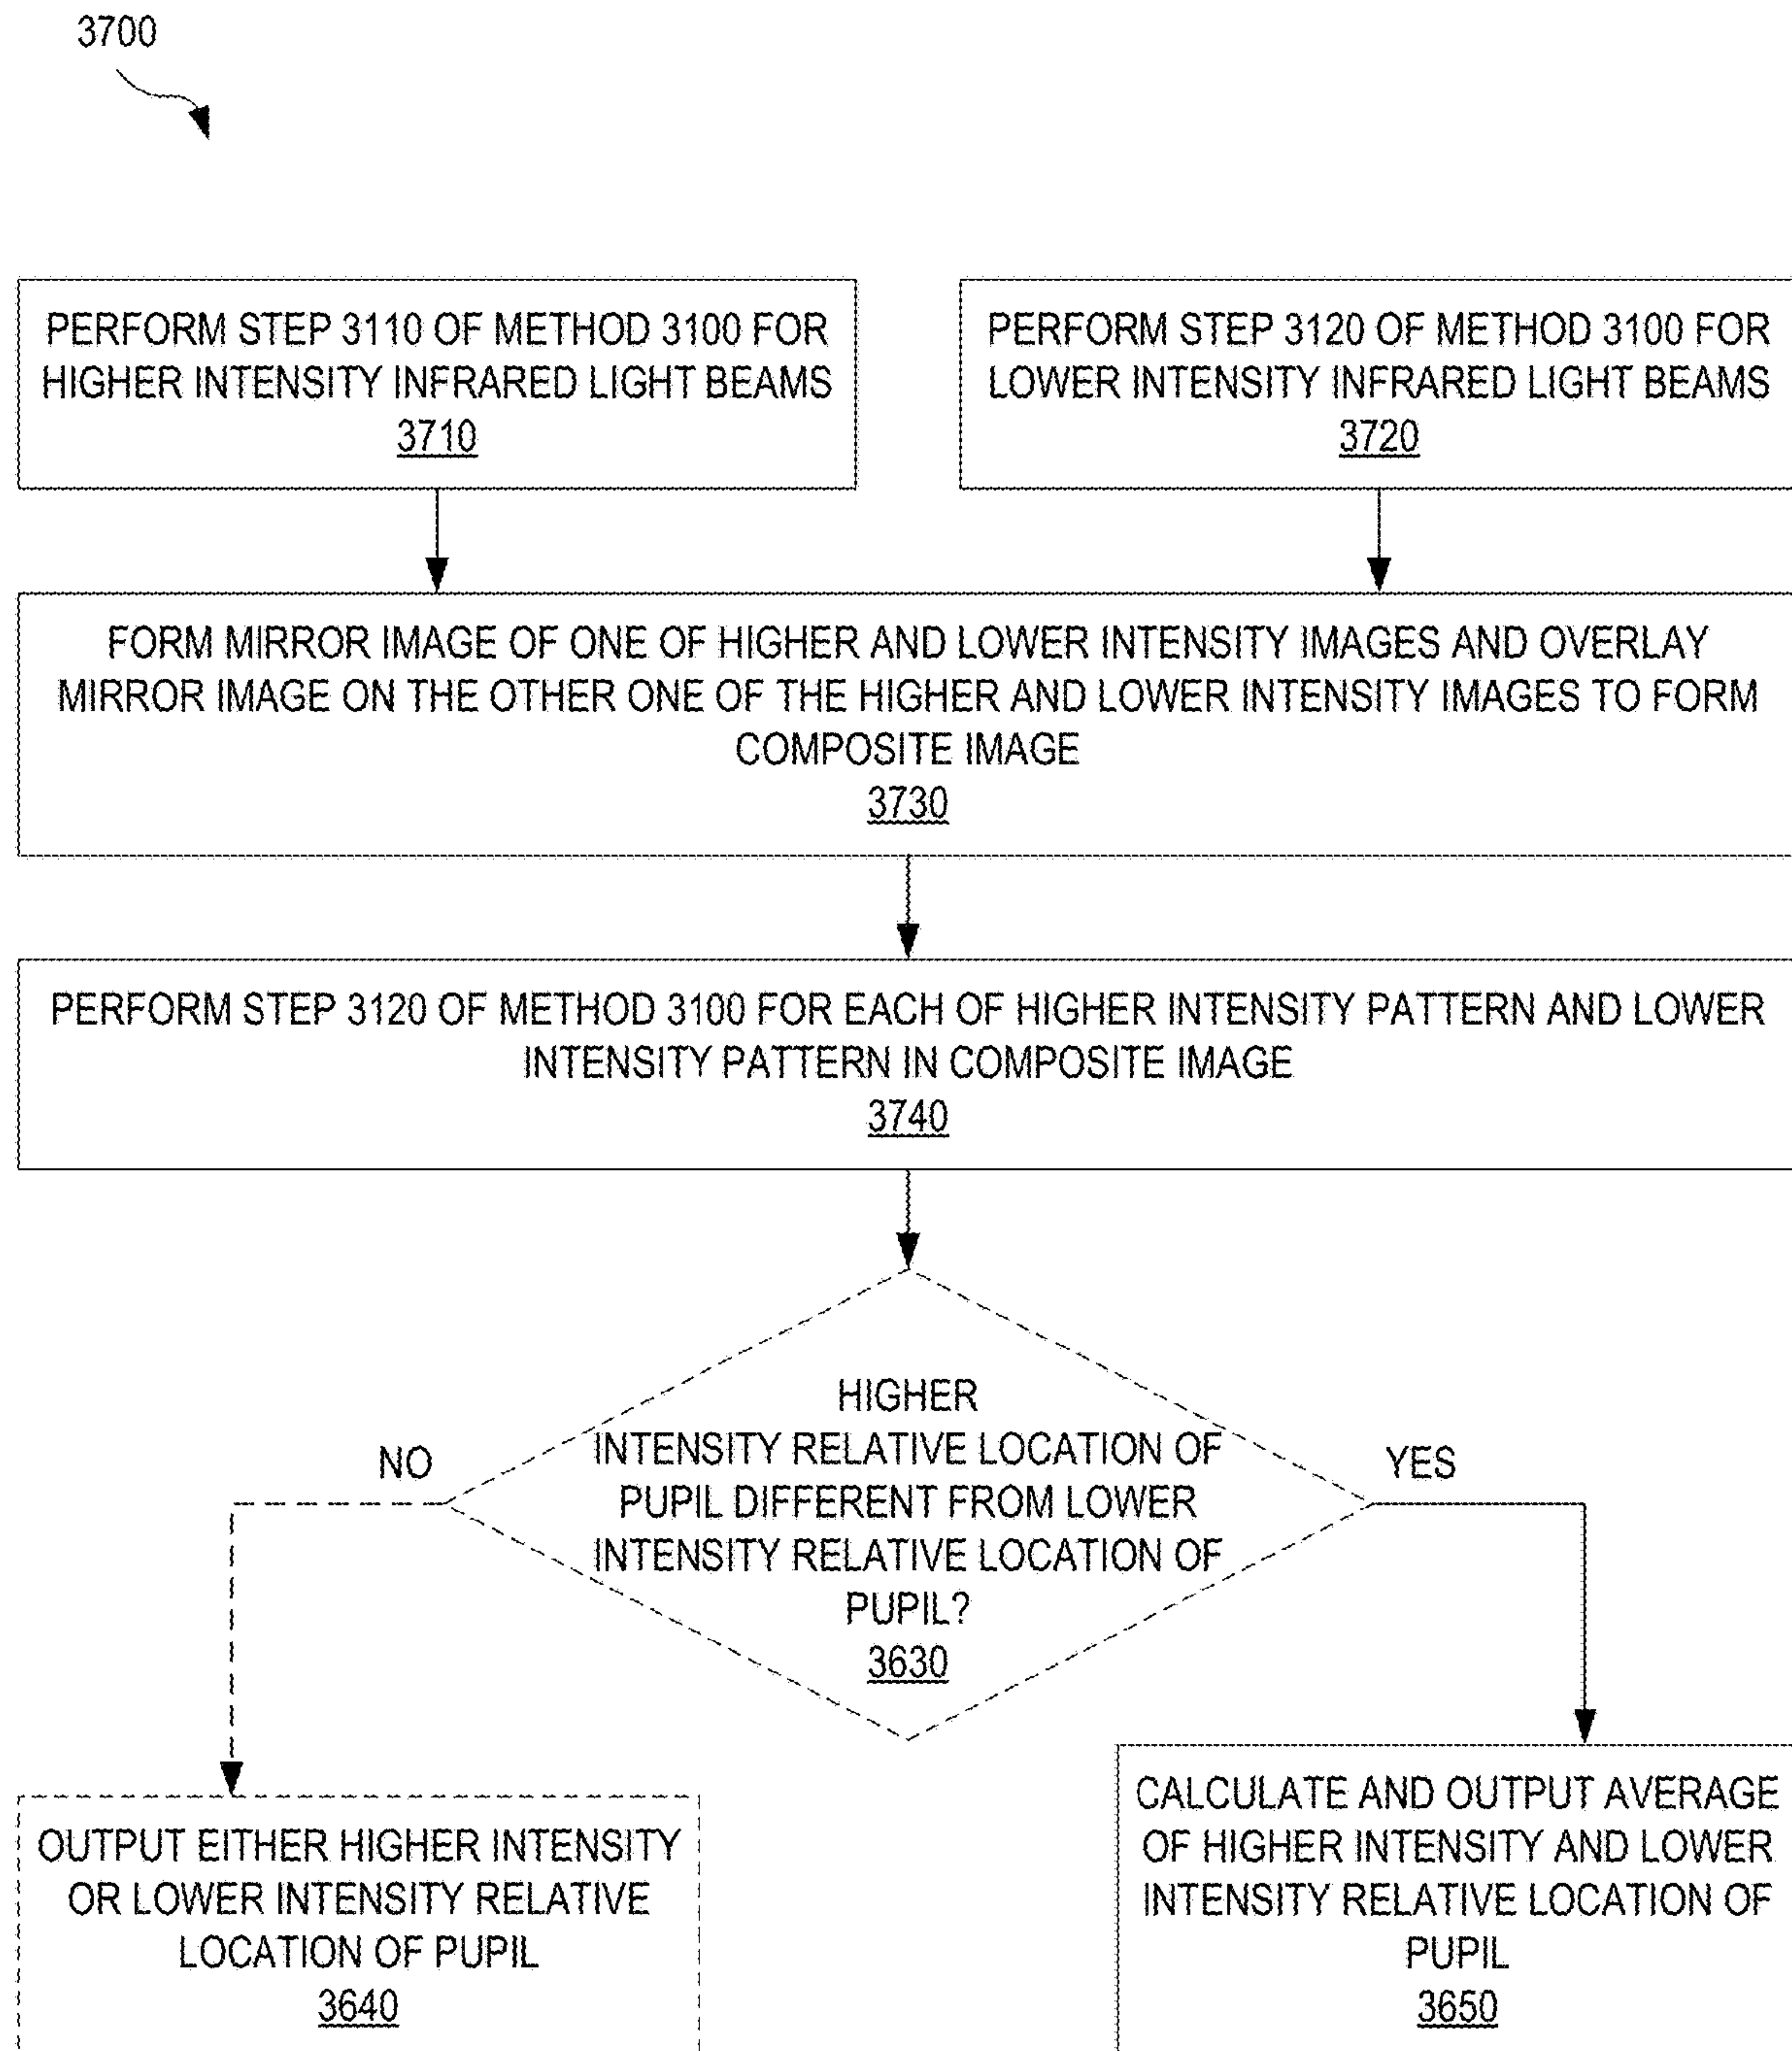 3700
PERFORM STEP 3110 OF METHOD 3100 FOR
HIGHER INTENSITY INFRARED LIGHT BEAMS
3710
PERFORM STEP 3120 OF METHOD 3100 FOR
LOWER INTENSITY INFRARED LIGHT BEAMS
3720
FORM MIRROR IMAGE OF ONE OF HIGHER AND LOWER INTENSITY IMAGES AND OVERLAY
MIRROR IMAGE ON THE OTHER ONE OF THE HIGHER AND LOWER INTENSITY IMAGES TO FORM
COMPOSITE IMAGE
3730
PERFORM STEP 3120 OF METHOD 3100 FOR EACH OF HIGHER INTENSITY PATTERN AND LOWER
INTENSITY PATTERN IN COMPOSITE IMAGE
3740
HIGHER
INTENSITY RELATIVE LOCATION OF
PUPIL DIFFERENT FROM LOWER
INTENSITY RELATIVE LOCATION OF
PUPIL?
3630
NO
YES
OUTPUT EITHER HIGHER INTENSITY
OR LOWER INTENSITY RELATIVE
LOCATION OF PUPIL
3640
CALCULATE AND OUTPUT AVERAGE
OF HIGHER INTENSITY AND LOWER
INTENSITY RELATIVE LOCATION OF
PUPIL
3650